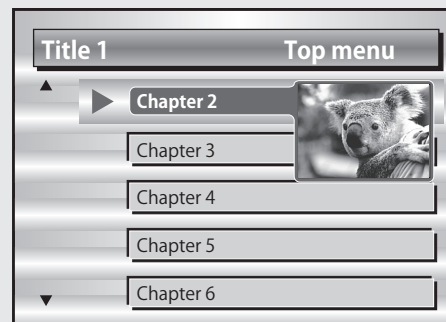 Title 1 Top menu
Chapter 2
Chapter 3
Chapter 4
Chapter 5
Chapter 6